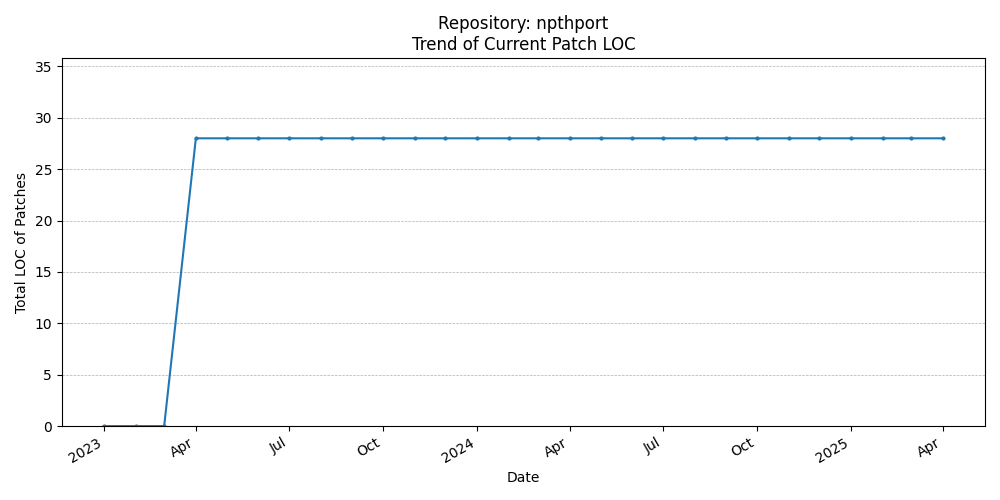 Repository: npthport
Trend of Current Patch LOC
Total LOC of Patches
35
30
25
20
15
10
5
0
2023
Apr
Jul
Oct
2024
Apr
Jul
Oct
2025
Apr
Date